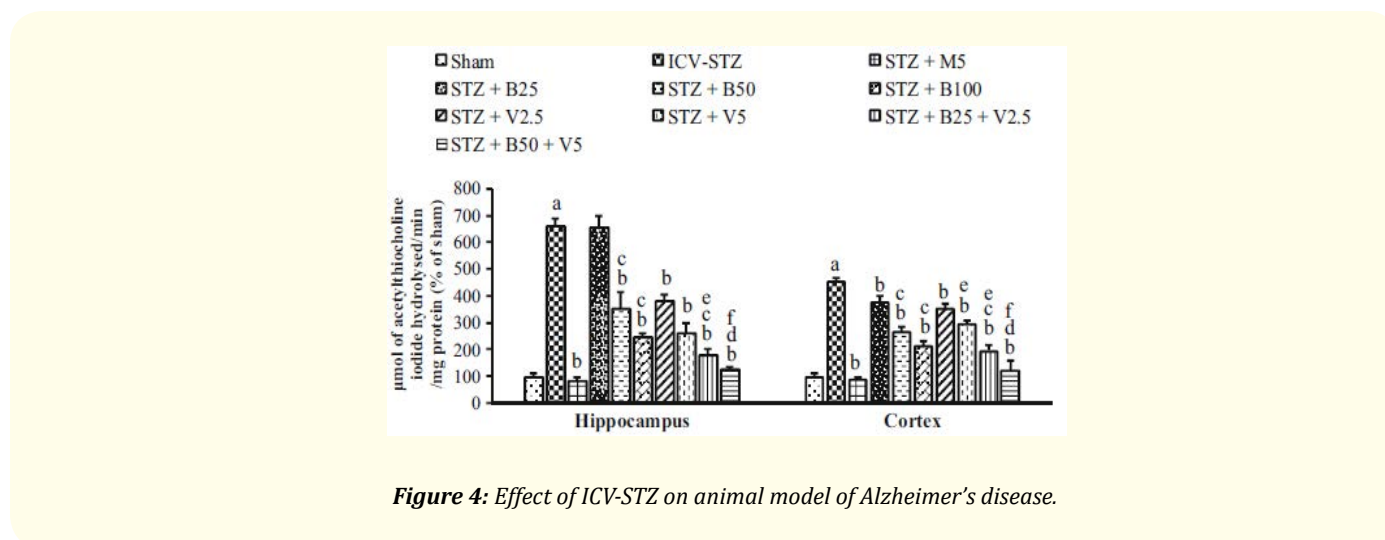 Sham ICV-STZ STZ + M5
STZ + B25 STZ + B50 STZ + B100
STZ + V2.5 STZ + V5 STZ + B25 + V2.5
STZ + B50 + V5
µmol of acetylthiocholine
iodide hydrolysed/min
/mg protein (% of sham)
800
700
600
500
400
300
200
100
0
a
b
c
b
c
b
b
b
e
c
b
f
d
b
a
b
b
c
b
c
b
b
e
b
e
c
b
f
d
b
Hippocampus Cortex
Figure 4: Effect of ICV-STZ on animal model of Alzheimer’s disease.